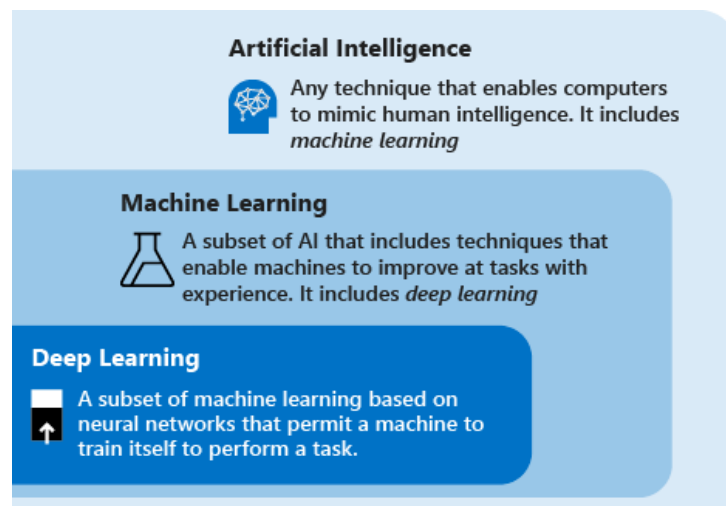 Artificial Intelligence
Any technique that enables computers
to mimic human intelligence. It includes
machine learning
Machine Learning
A subset of AI that includes techniques that
enable machines to improve at tasks with
experience. It includes deep learning
Deep Learning
A subset of machine learning based on
neural networks that permit a machine to
train itself to perform a task.